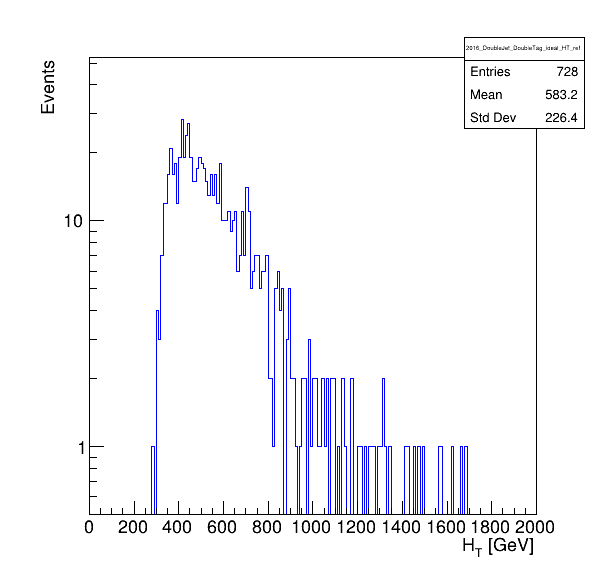 2016_DoubleJet_DoubleTag_Ideal_HT_ref
Entries 728
Mean 583.2
Std Dev 226.4
Events
10
1
0 200 400 600 800 1000 1200 1400 1600 1800 2000
H_T [GeV]